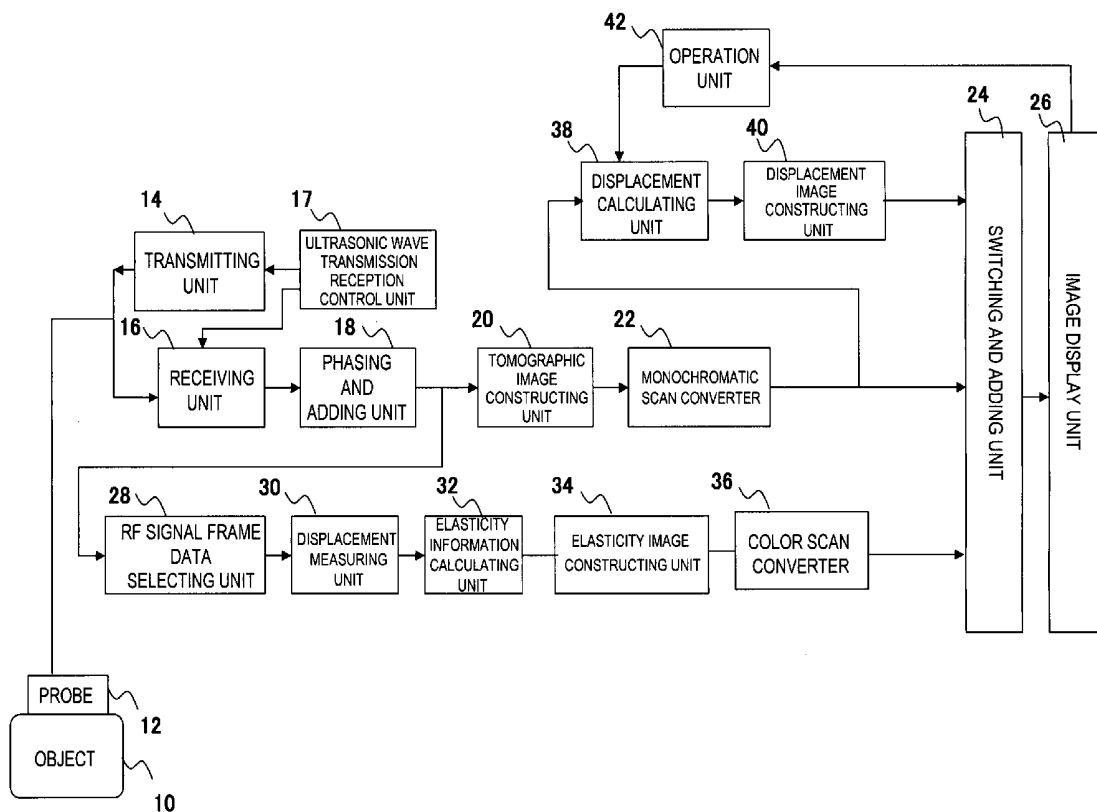 42
OPERATION
UNIT
24
26
38
DISPLACEMENT
CALCULATING
UNIT
40
DISPLACEMENT
IMAGE
CONSTRUCTING
UNIT
14
TRANSMITTING
UNIT
17
ULTRASONIC WAVE
TRANSMISSION
RECEPTION
CONTROL UNIT
16
RECEIVING
UNIT
18
PHASING
AND
ADDING UNIT
20
TOMOGRAPHIC
IMAGE
CONSTRUCTING
UNIT
22
MONOCHROMATIC
SCAN CONVERTER
SWITCHING AND ADDING UNIT
IMAGE DISPLAY UNIT
28
RF SIGNAL FRAME
DATA
SELECTING UNIT
30
DISPLACEMENT
MEASURING
UNIT
32
ELASTICITY
INFORMATION
CALCULATING
UNIT
34
ELASTICITY IMAGE
CONSTRUCTING UNIT
36
COLOR SCAN
CONVERTER
PROBE
12
OBJECT
10